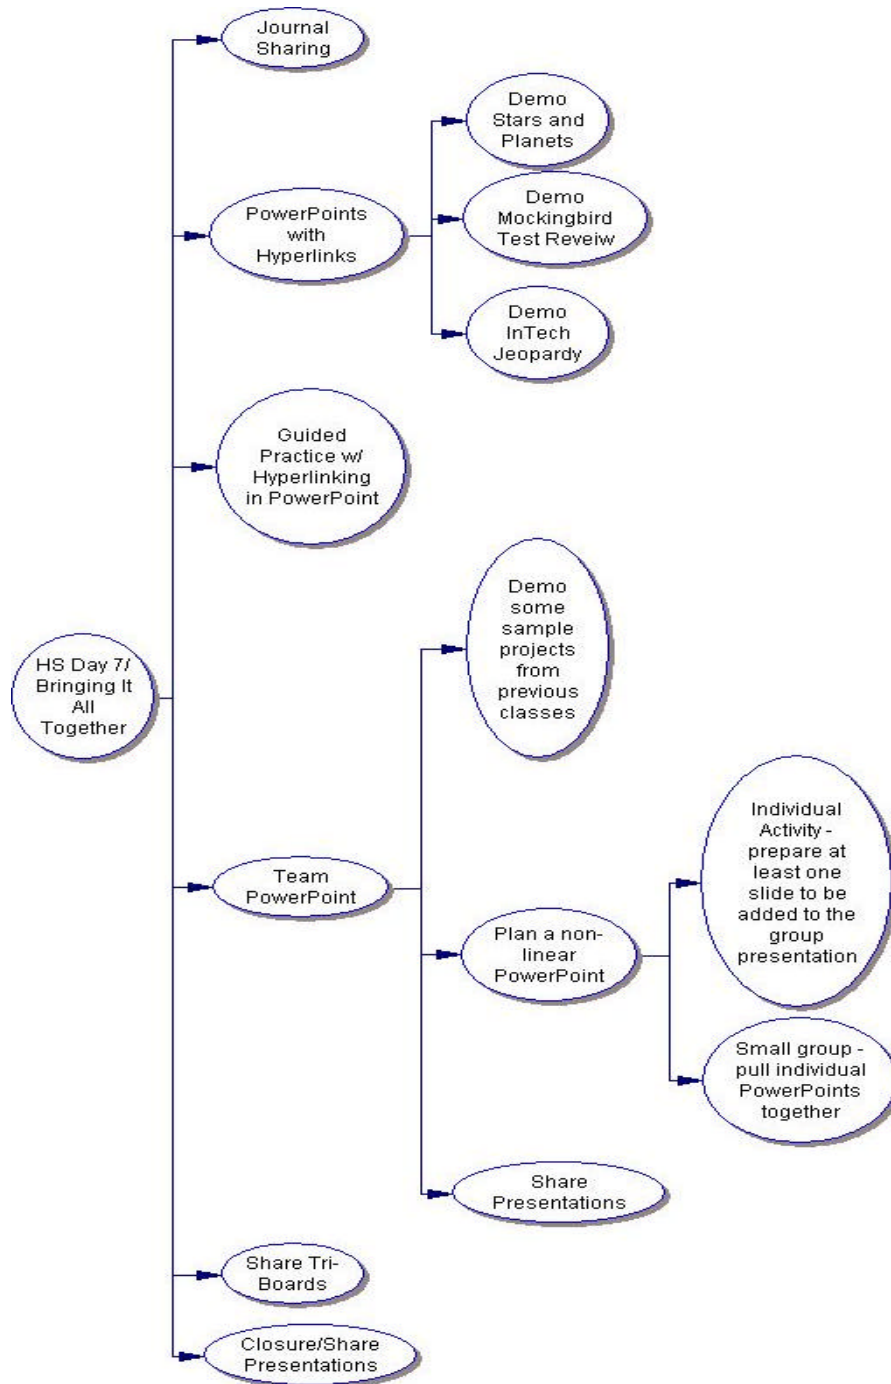 Journal
Sharing
Demo
Stars and
Planets
PowerPoints
with
Hyperlinks
Demo
Mockingbird
Test Reveiw
Demo
InTech
Jeopardy
Guided
Practice w/
Hyperlinking
in PowerPoint
HS Day 7/
Bringing It
All
Together
Team
PowerPoint
Demo
some
sample
projects
from
previous
classes
Plan a non-
linear
PowerPoint
Individual
Activity -
prepare at
least one
slide to be
added to the
group
presentation
Small group -
pull individual
PowerPoints
together
Share
Presentations
Share Tri-
Boards
Closure/Share
Presentations